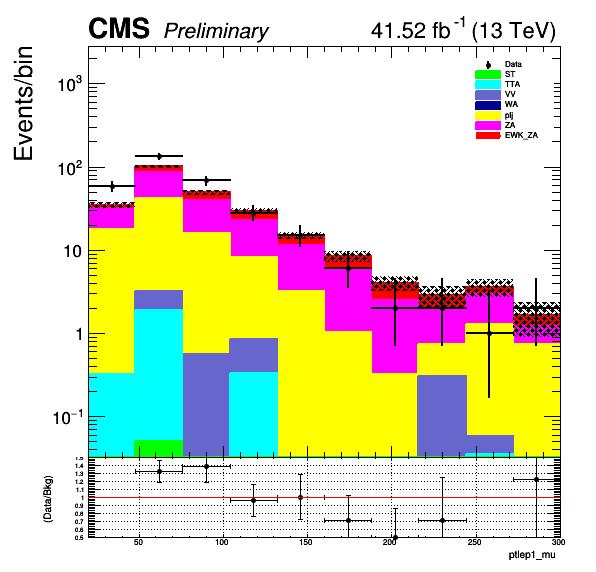 CMS Preliminary 41.52 fb⁻¹ (13 TeV)
Events/bin
10³
10²
10
1
10⁻¹
Data
ST
TTA
VV
WA
plj
ZA
EWK_ZA
(Data/Bkg)
1.5
1.4
1.3
1.2
1.1
1
0.9
0.8
0.7
0.6
0.5
50 100 150 200 250 300
ptlep1_mu